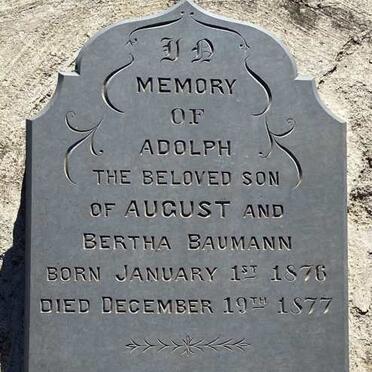 IN
MEMORY
OF
ADOLPH
THE BELOVED SON
OF AUGUST AND
BERTHA BAUMANN
BORN JANUARY 1ST 1876
DIED DECEMBER 19TH 1877